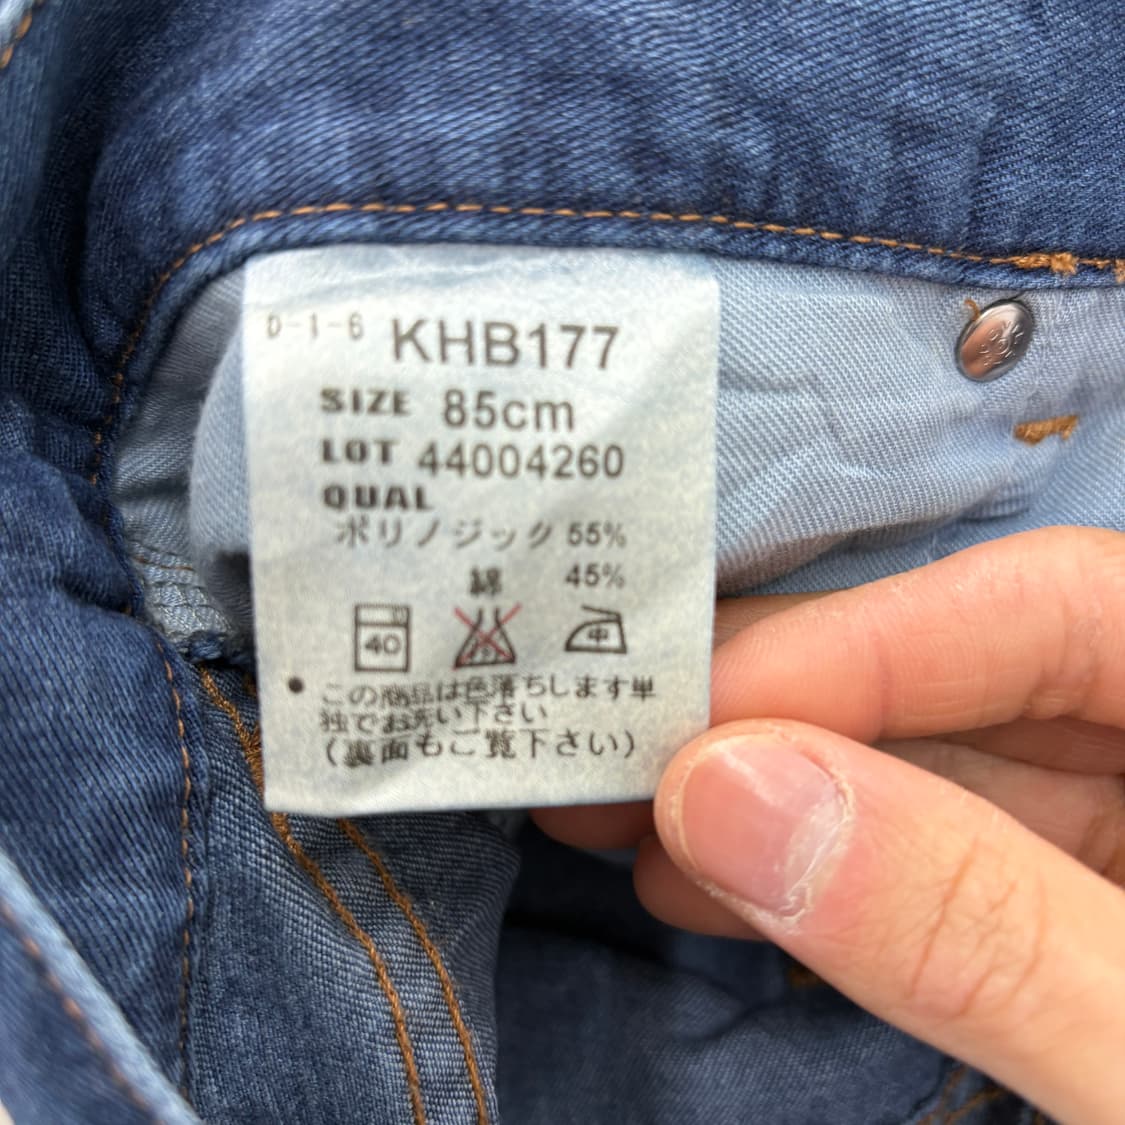 D-1-6 KHB177
SIZE 85cm
LOT 44004260
QUAL
ポリノジック 55%
綿 45%
40 中
● この商品は色落ちします単
独でお洗い下さい
(裏面もご覧下さい)